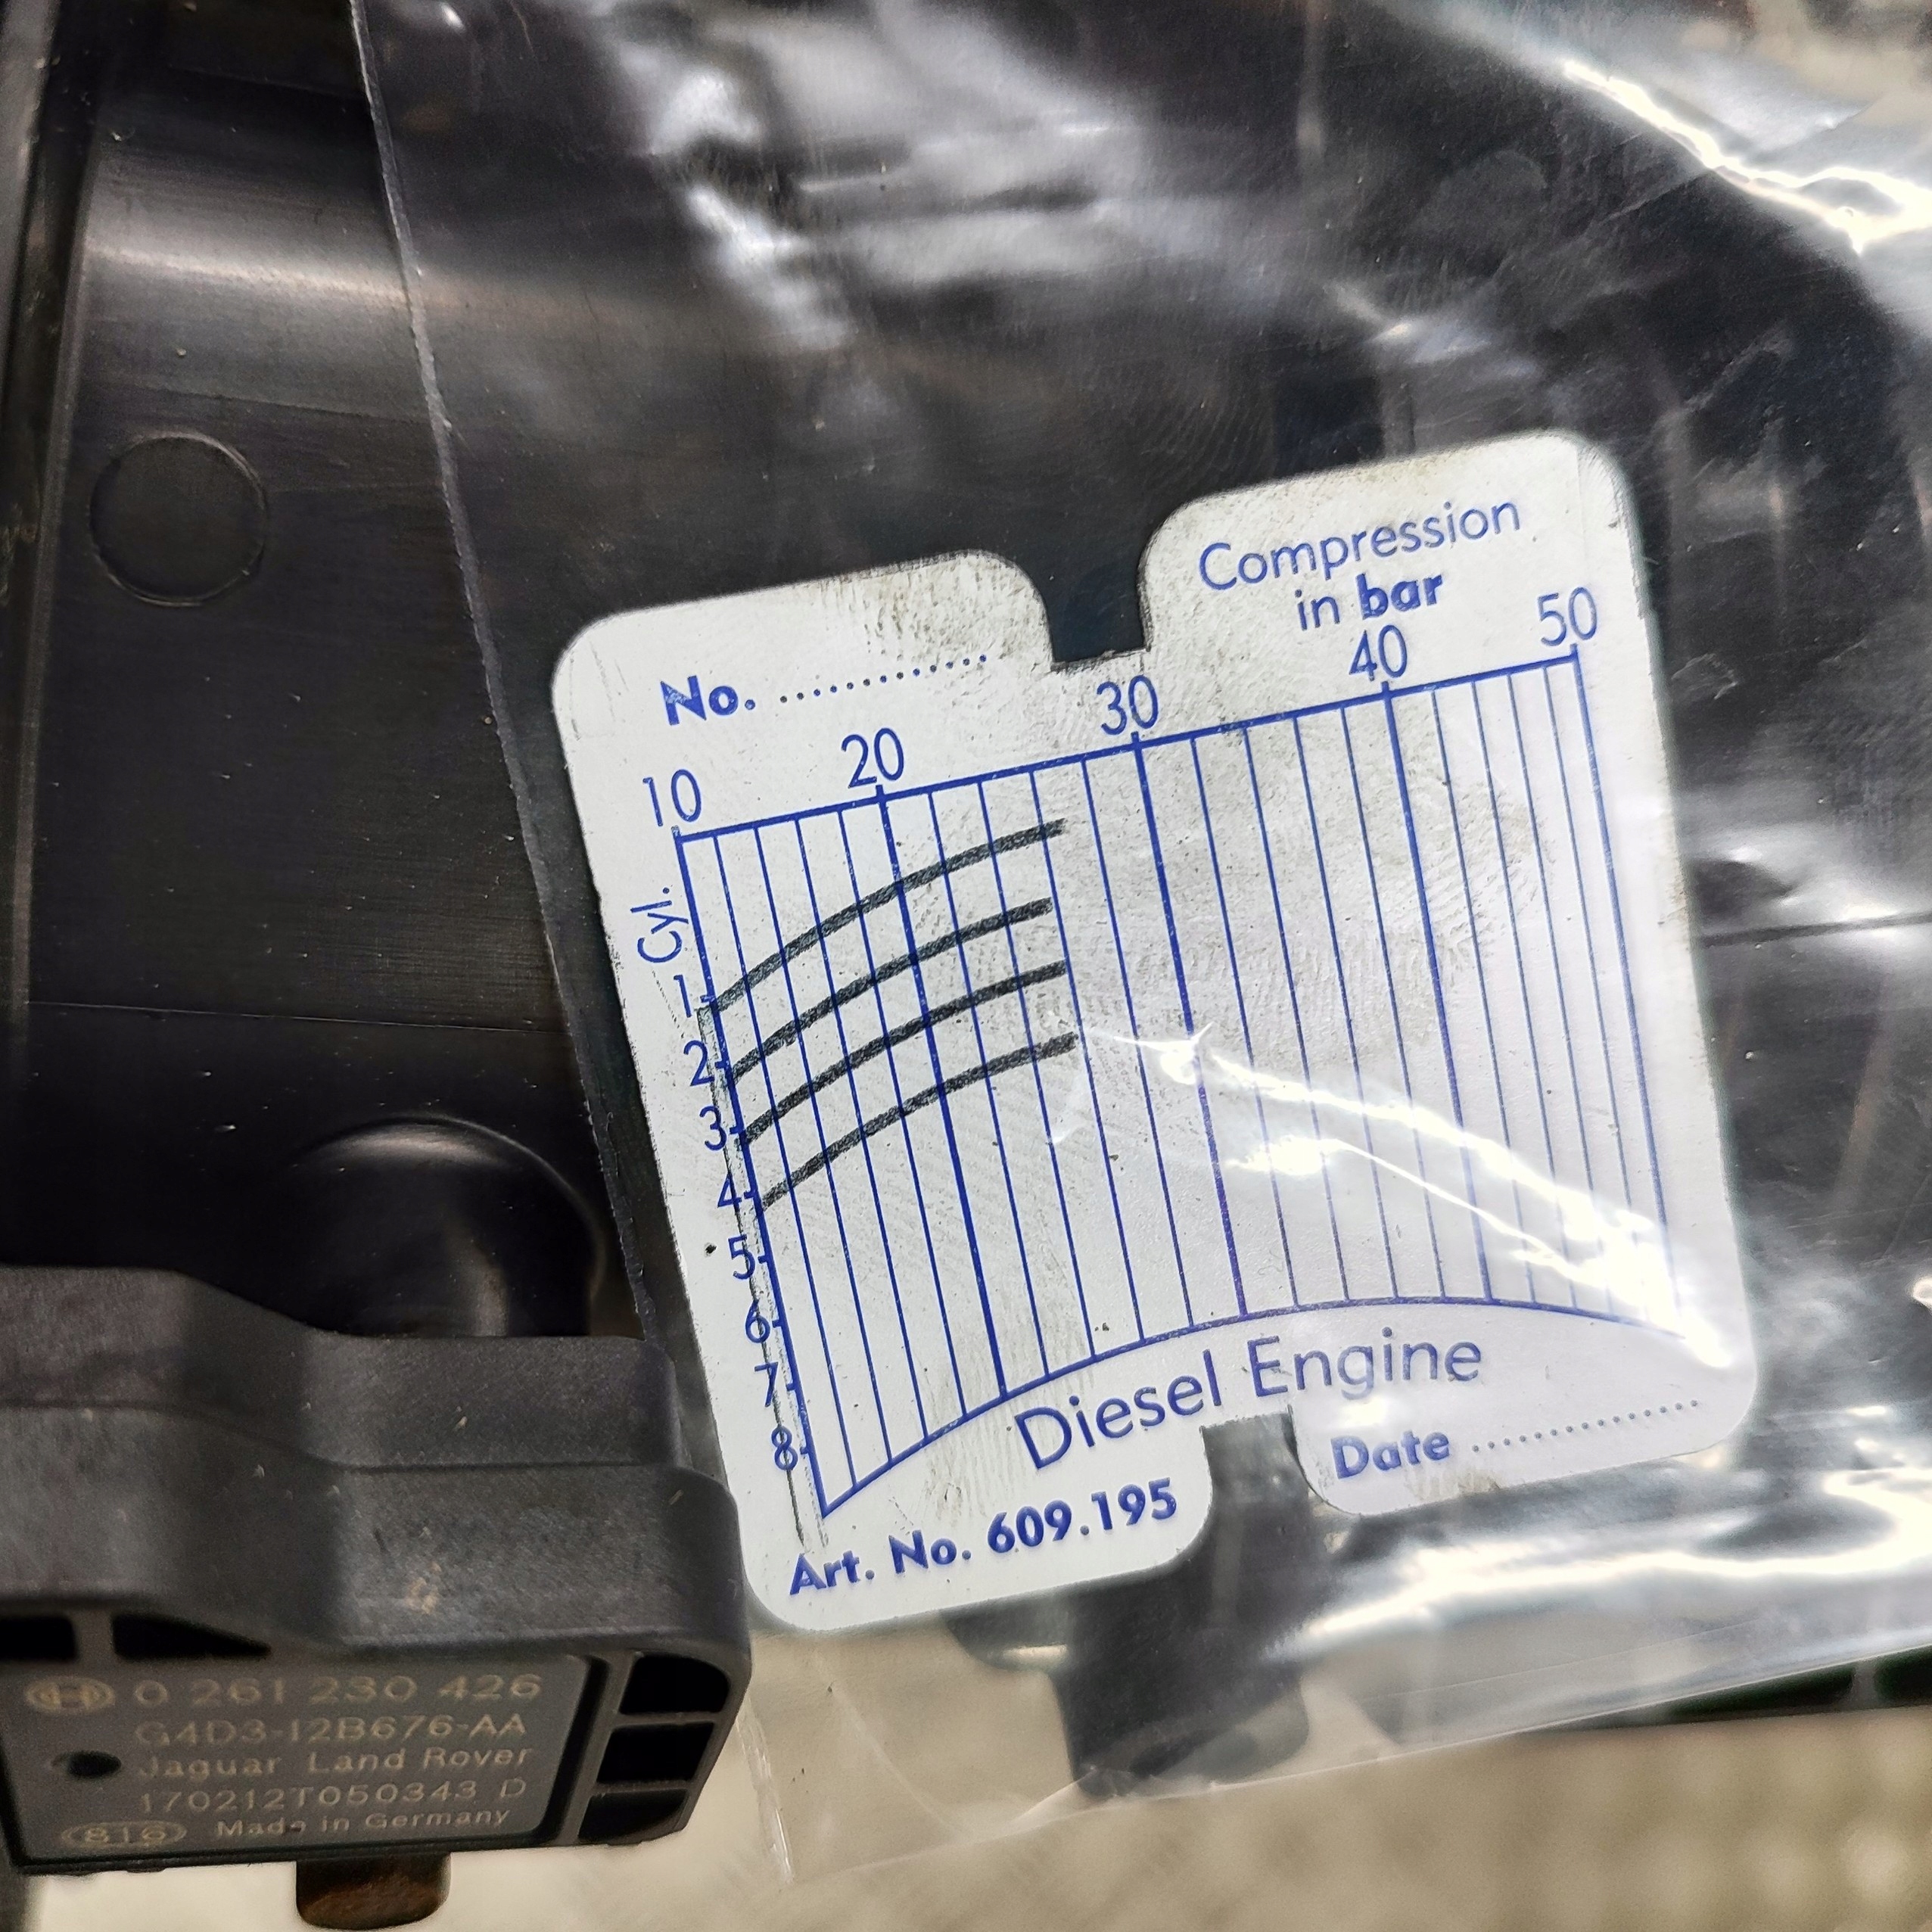 Compression
in bar
No. ....................
10 20 30 40 50
Cyl.
1
2
3
4
5
6
7
8
Diesel Engine
Date ....................
Art. No. 609.195
0 261 230 426
G4D3-12B676-AA
Jaguar Land Rover
170212T050343 D
816 Made in Germany